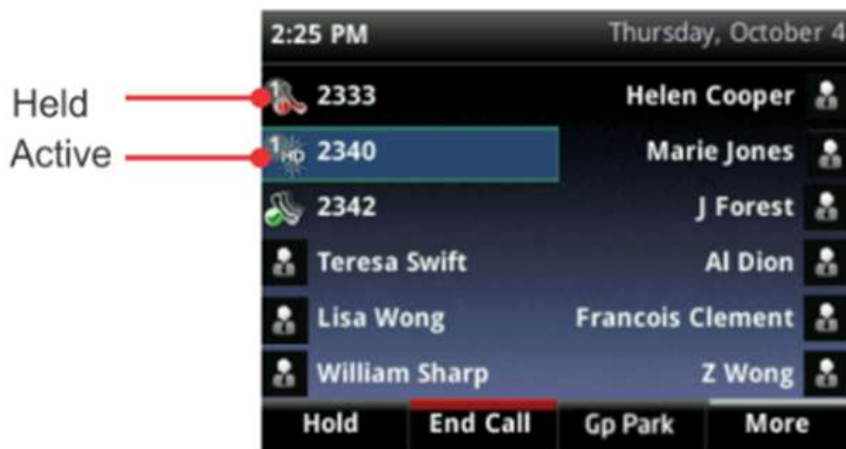 2:25 PM Thursday, October 4
Held 1 2333 Helen Cooper
Active 1 HD 2340 Marie Jones
2342 J Forest
Teresa Swift Al Dion
Lisa Wong Francois Clement
William Sharp Z Wong
Hold End Call Gp Park More